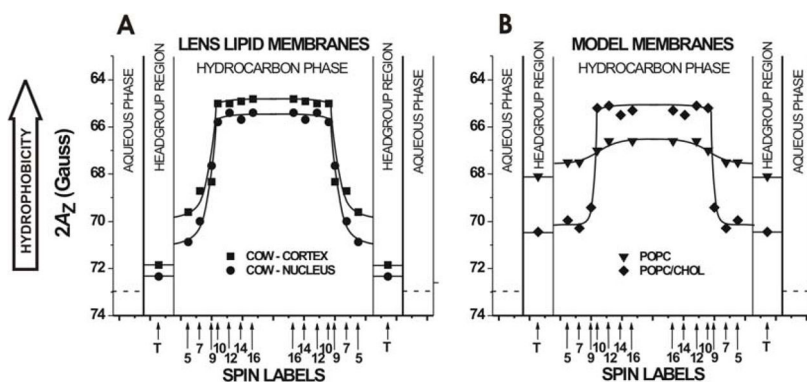 A
LENS LIPID MEMBRANES
HYDROCARBON PHASE
AQUEOUS PHASE
HEADGROUP REGION
HEADGROUP REGION
AQUEOUS PHASE
HYDROPHOBICITY
2Az (Gauss)
64
66
68
70
72
74
COW - CORTEX
COW - NUCLEUS
T 5 7 9 10 12 14 16 16 14 12 10 9 7 5 T
SPIN LABELS
B
MODEL MEMBRANES
HYDROCARBON PHASE
AQUEOUS PHASE
HEADGROUP REGION
HEADGROUP REGION
AQUEOUS PHASE
64
66
68
70
72
74
POPC
POPC/CHOL
T 5 7 9 10 12 14 16 16 14 12 10 9 7 5 T
SPIN LABELS